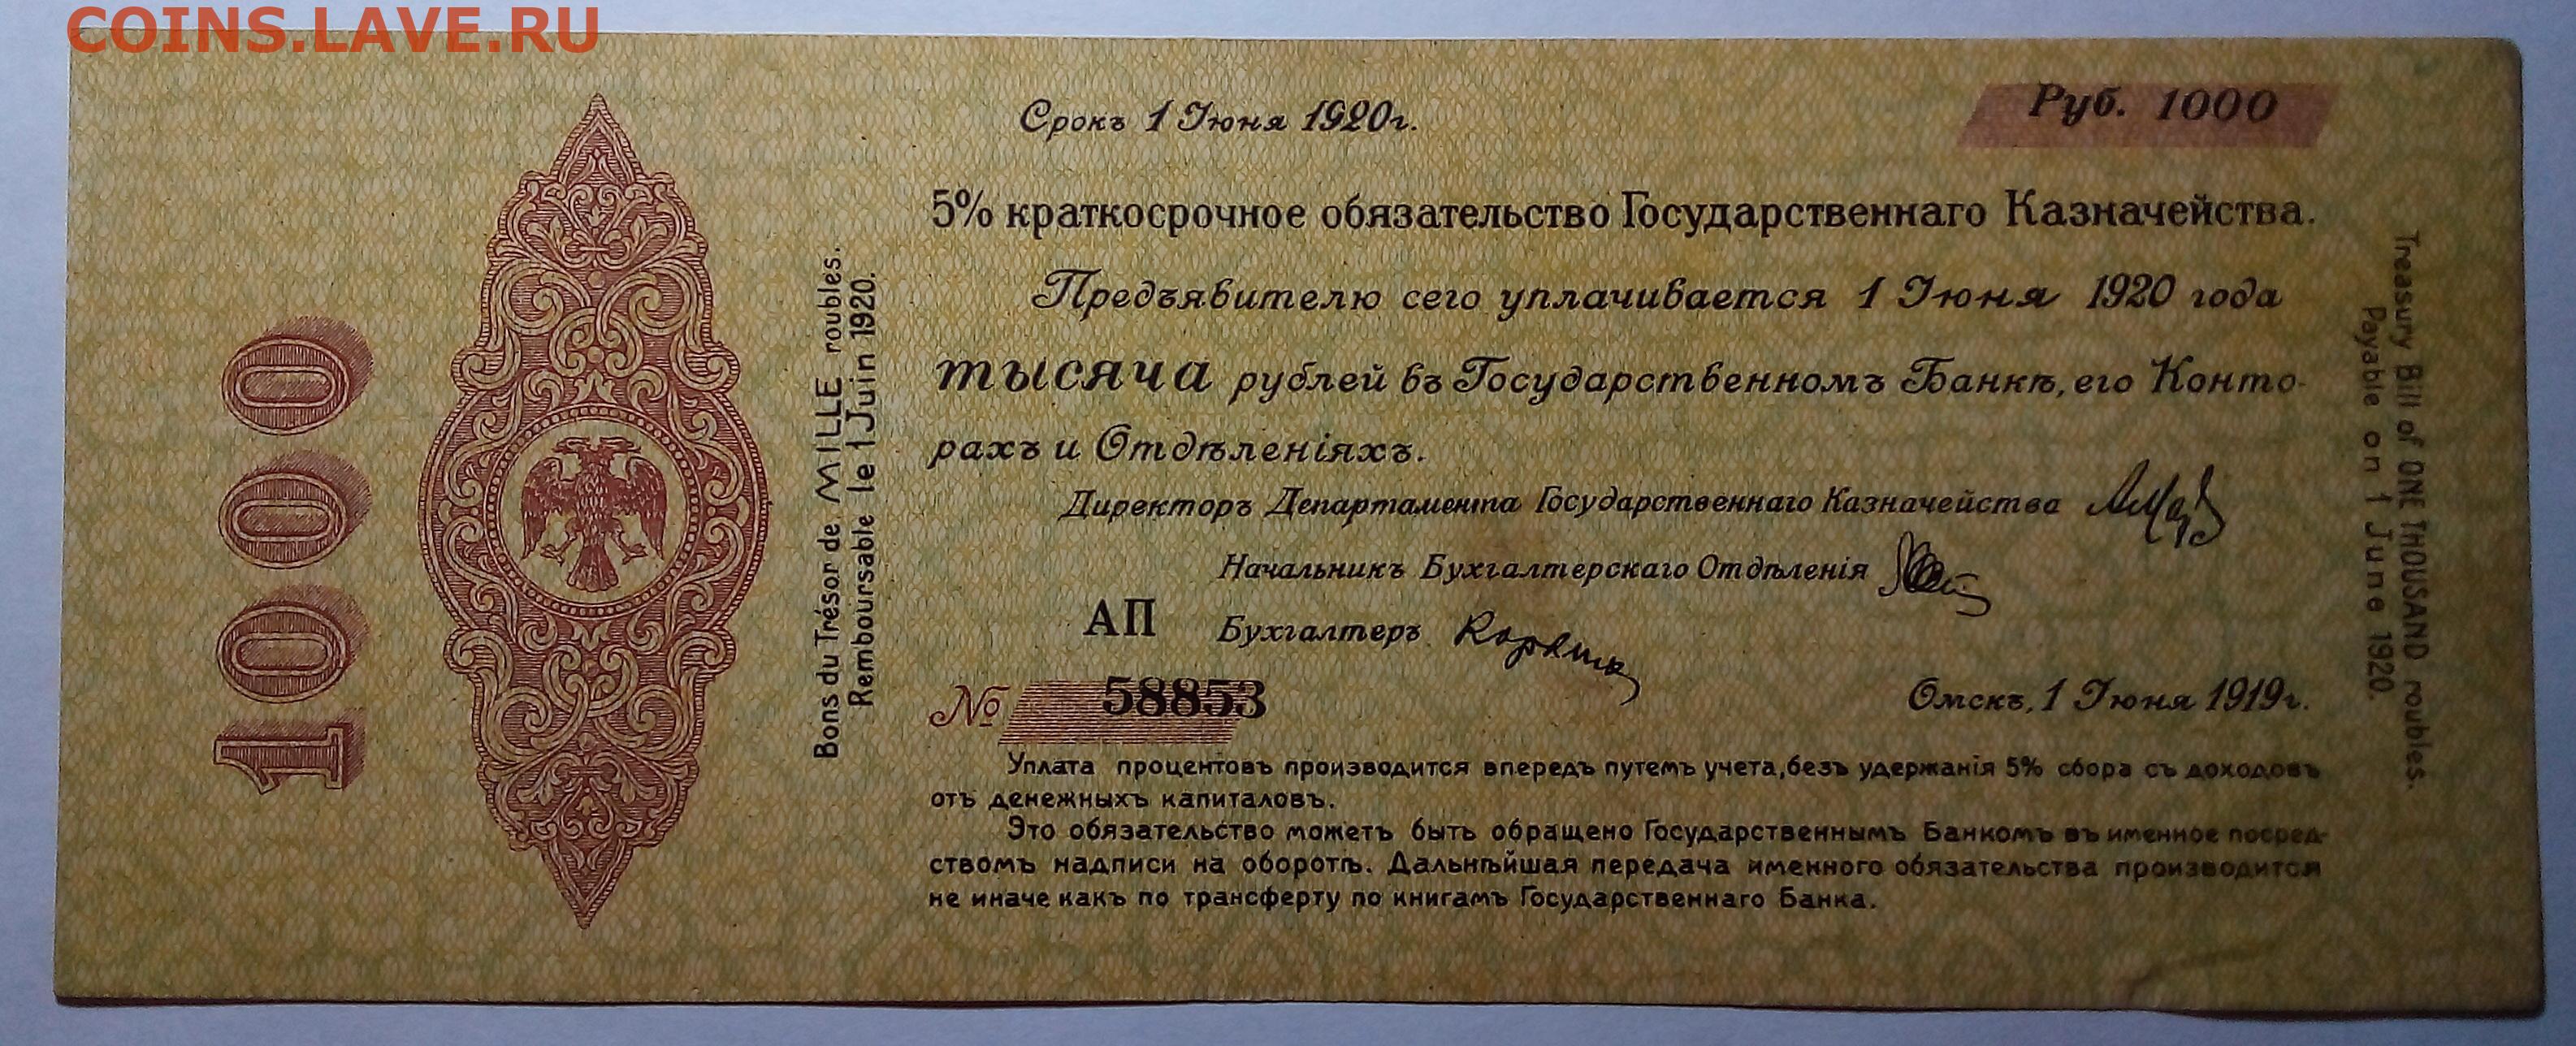 COINS.LAVE.RU
1000
Bons du Trésor de MILLE roubles.
Remboursable le 1 Juin 1920.
Срокъ 1 Іюня 1920г.
Руб. 1000
5% краткосрочное обязательство Государственнаго Казначейства.
Предъявителю сего уплачивается 1 Іюня 1920 года
тысяча рублей въ Государственномъ Банкѣ, его Конто-
рахъ и Отдѣленіяхъ.
Директоръ Департамента Государственнаго Казначейства
Начальникъ Бухгалтерскаго Отдѣленія
АП Бухгалтеръ
№ 58853
Омскъ, 1 Іюня 1919г.
Уплата процентовъ производится впередъ путемъ учета, безъ удержанія 5% сбора съ доходовъ
отъ денежныхъ капиталовъ.
Это обязательство можетъ быть обращено Государственнымъ Банкомъ въ именное посред-
ствомъ надписи на оборотѣ. Дальнѣйшая передача именного обязательства производится
не иначе какъ по трансферту по книгамъ Государственнаго Банка.
Treasury Bill of ONE THOUSAND roubles.
Payable on 1 June 1920.